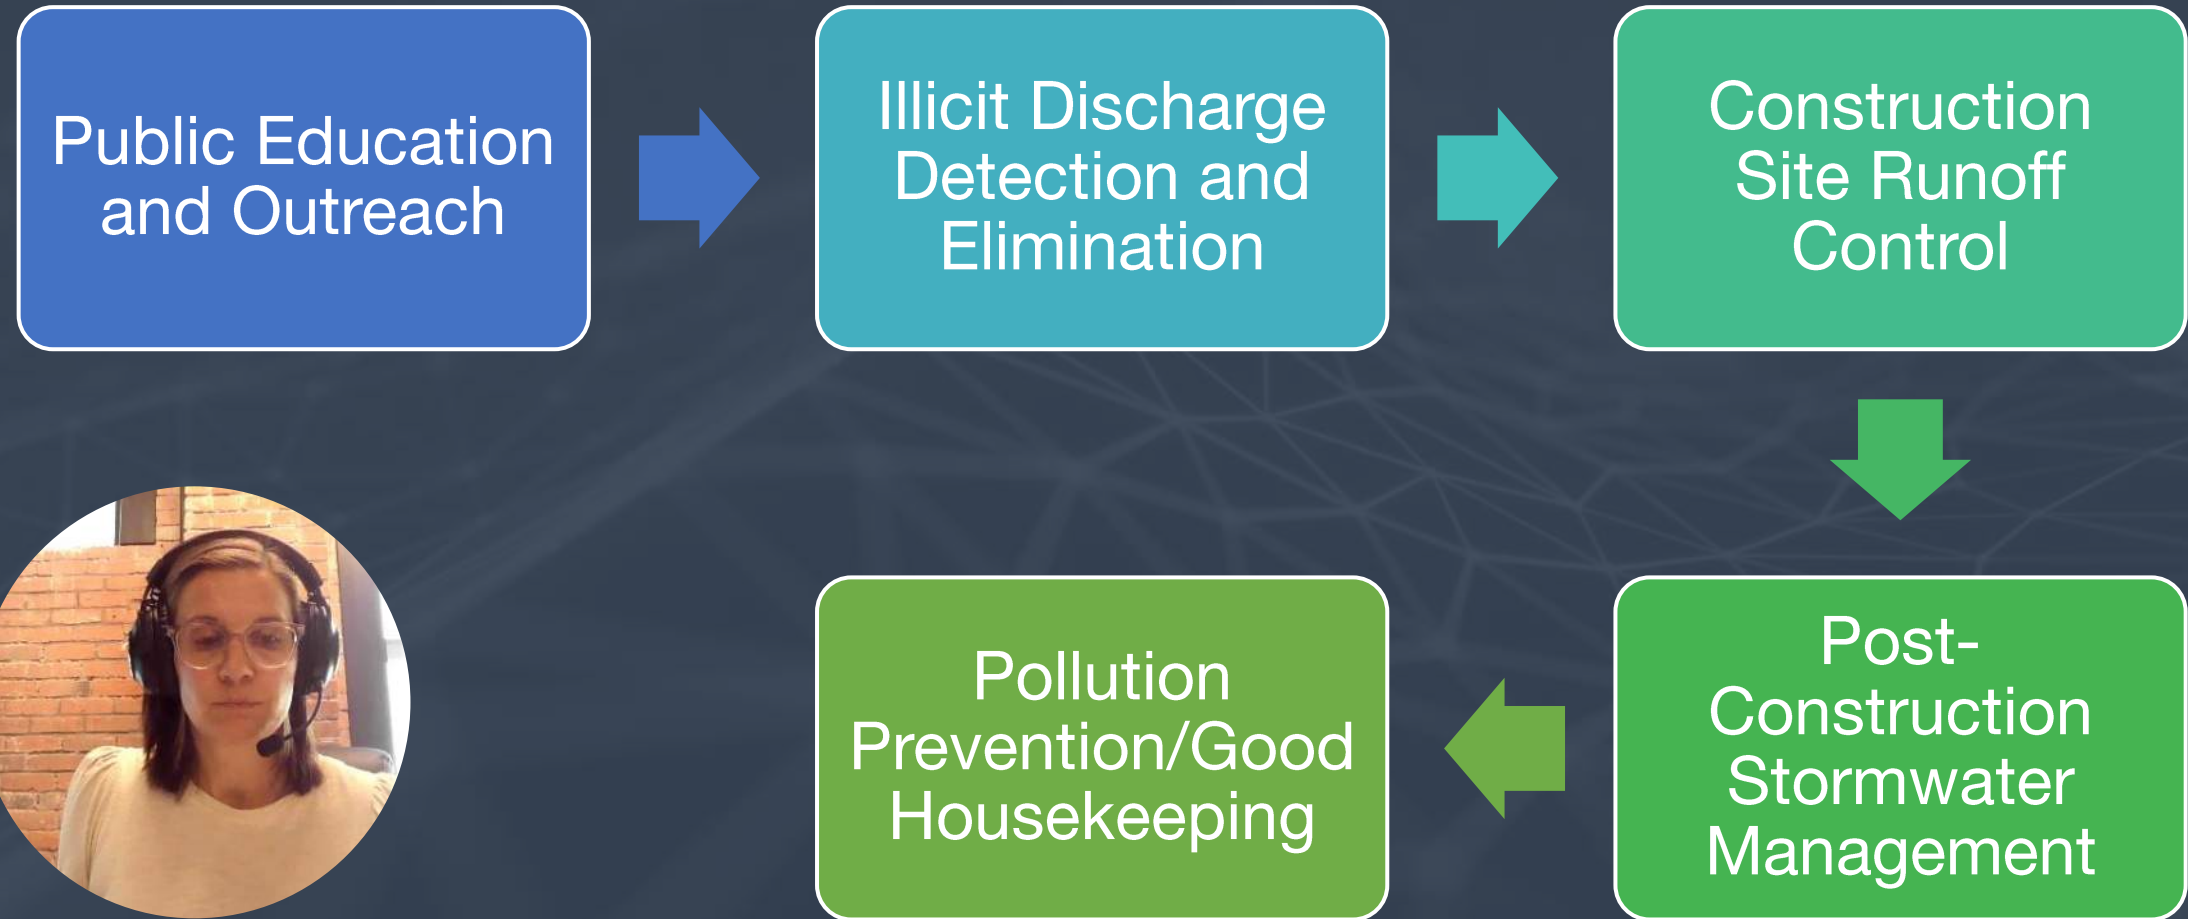 Public Education
and Outreach
Illicit Discharge
Detection and
Elimination
Construction
Site Runoff
Control
Post-
Construction
Stormwater
Management
Pollution
Prevention/Good
Housekeeping